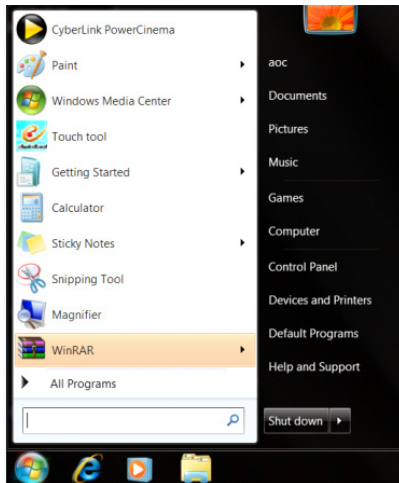 CyberLink PowerCinema
Paint
Windows Media Center
Touch tool
Getting Started
Calculator
Sticky Notes
Snipping Tool
Magnifier
WinRAR
All Programs
aoc
Documents
Pictures
Music
Games
Computer
Control Panel
Devices and Printers
Default Programs
Help and Support
Shut down